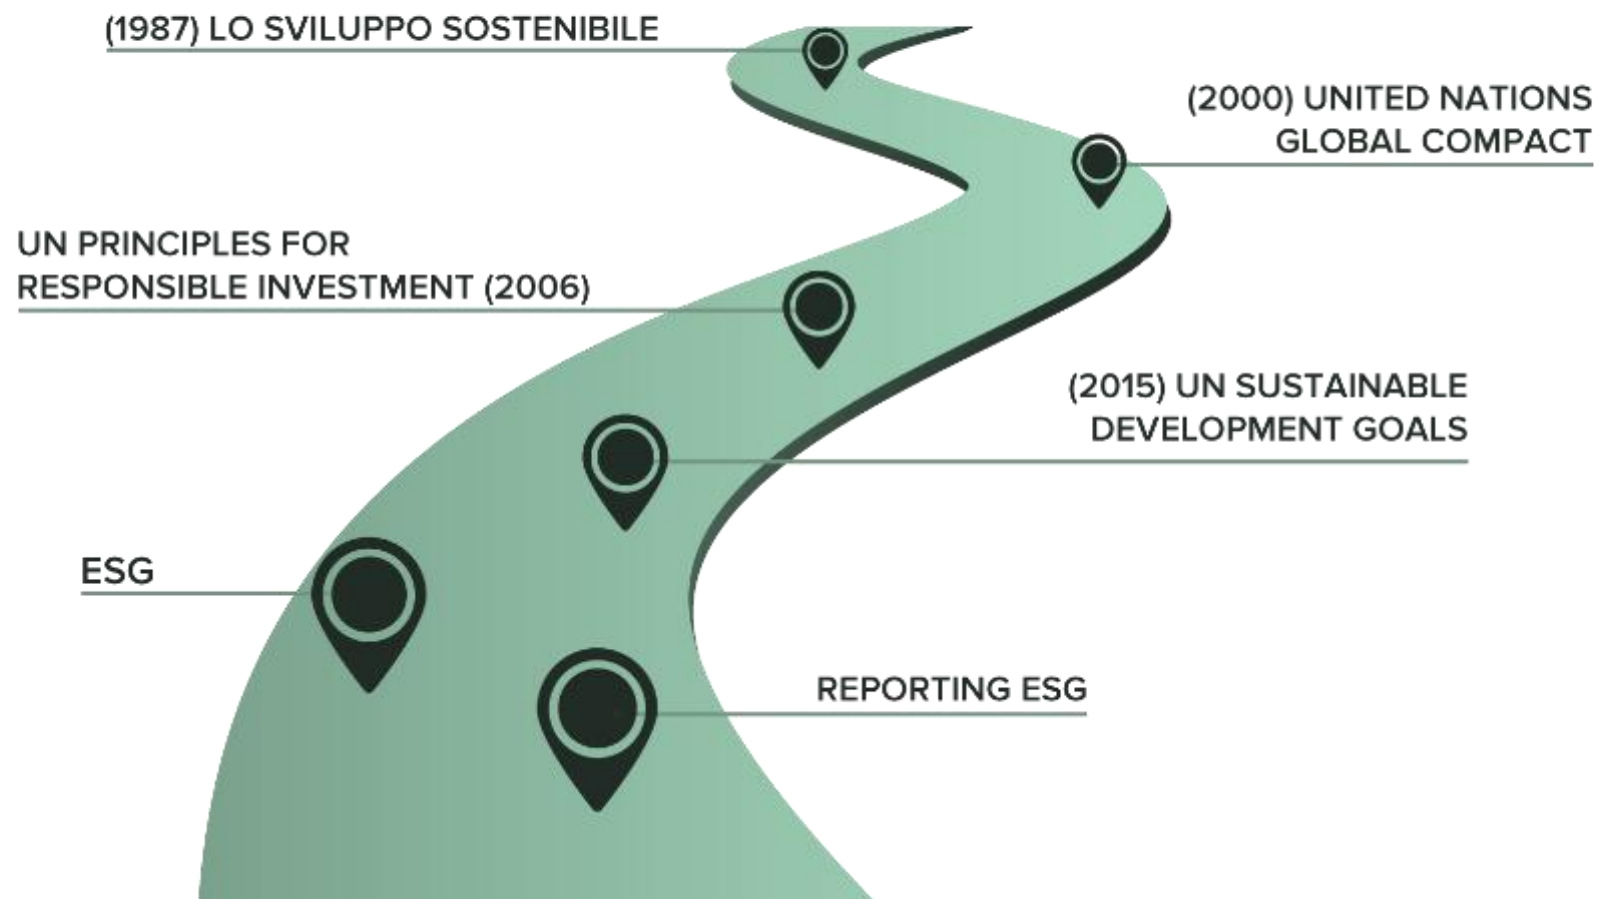 (1987) LO SVILUPPO SOSTENIBILE
(2000) UNITED NATIONS
GLOBAL COMPACT
UN PRINCIPLES FOR
RESPONSIBLE INVESTMENT (2006)
(2015) UN SUSTAINABLE
DEVELOPMENT GOALS
ESG
REPORTING ESG